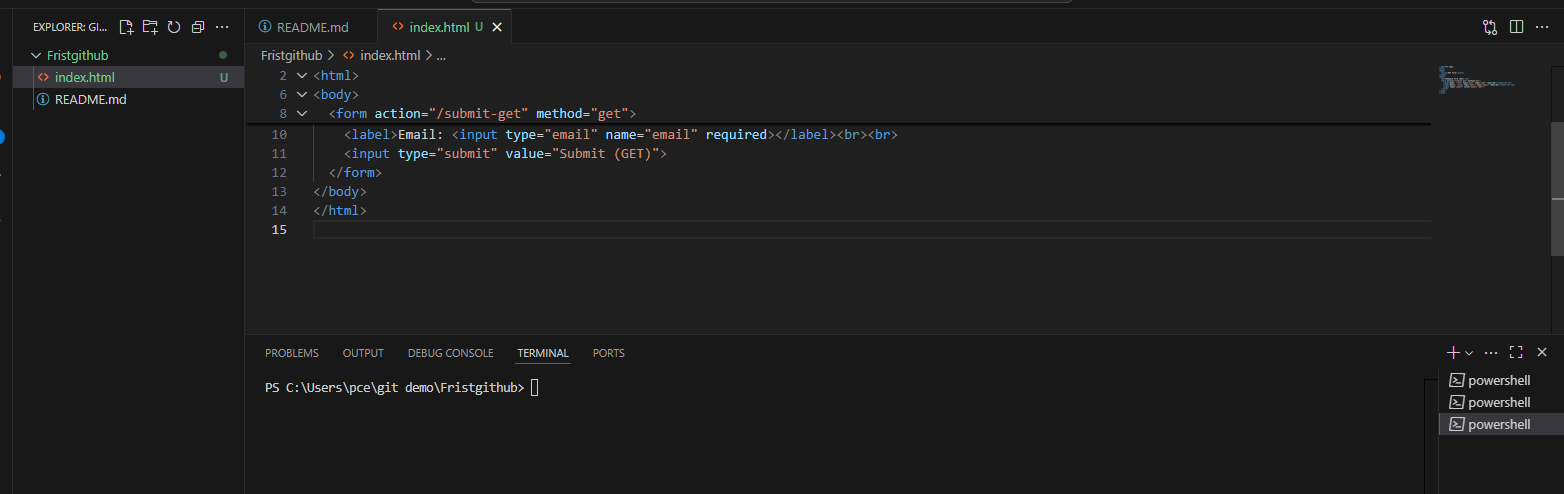 EXPLORER: GI...
Fristgithub
index.html U
README.md
README.md index.html U
Fristgithub > index.html > ...
2 <html>
6 <body>
8 <form action="/submit-get" method="get">
10 <label>Email: <input type="email" name="email" required></label><br><br>
11 <input type="submit" value="Submit (GET)">
12 </form>
13 </body>
14 </html>
15
PROBLEMS OUTPUT DEBUG CONSOLE TERMINAL PORTS
PS C:\Users\pce\git demo\Fristgithub>
powershell
powershell
powershell